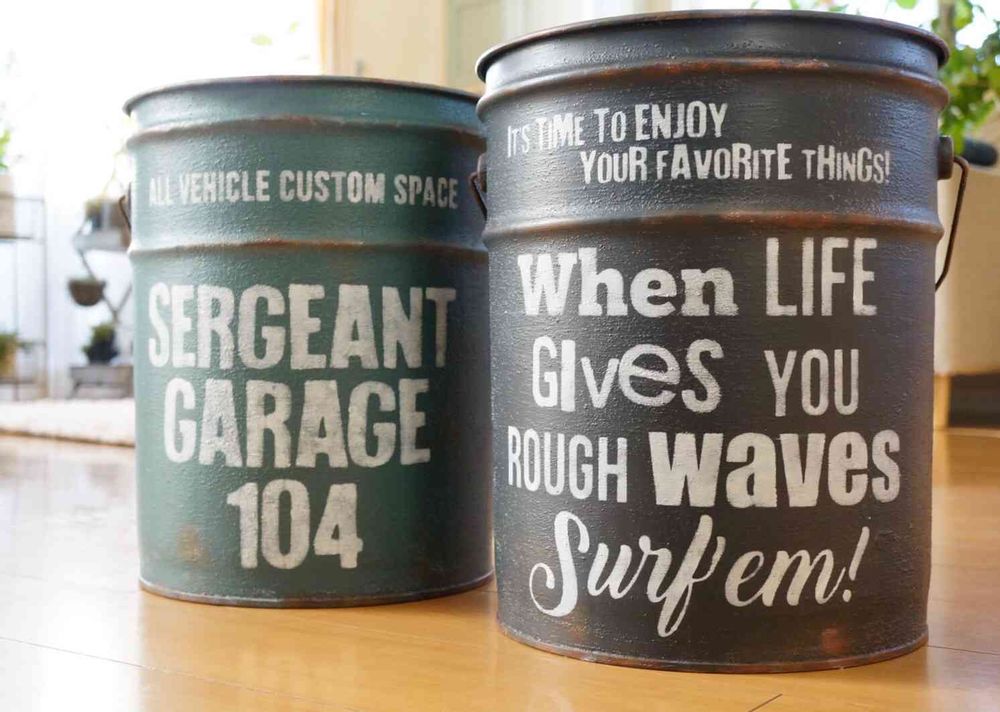 ALL VEHICLE CUSTOM SPACE
SERGEANT
GARAGE
104
IT'S TIME TO ENJOY
YOUR FAVORITE THINGS!
When LIFE
GIveS YOU
ROUGH waves
Surf'em!